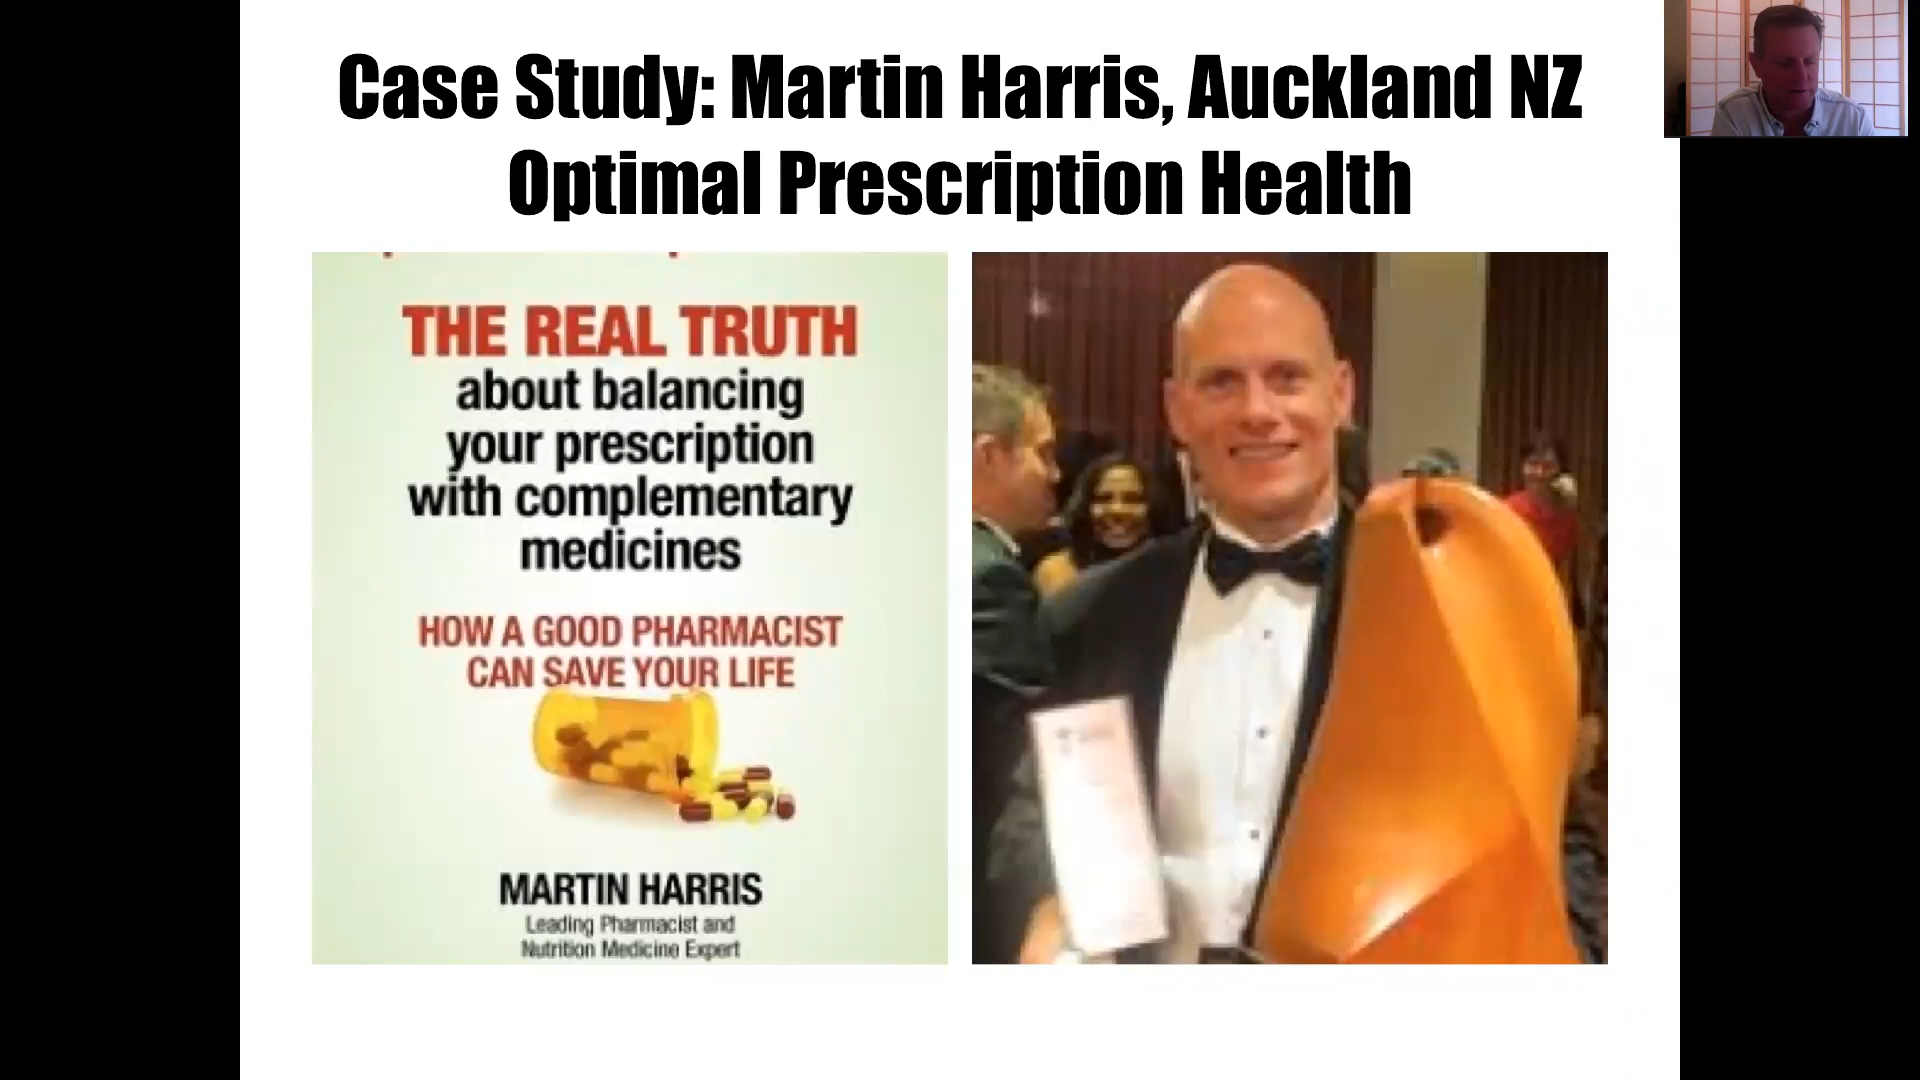 Case Study: Martin Harris, Auckland NZ
Optimal Prescription Health
THE REAL TRUTH
about balancing
your prescription
with complementary
medicines
HOW A GOOD PHARMACIST
CAN SAVE YOUR LIFE
MARTIN HARRIS
Leading Pharmacist and
Nutrition Medicine Expert